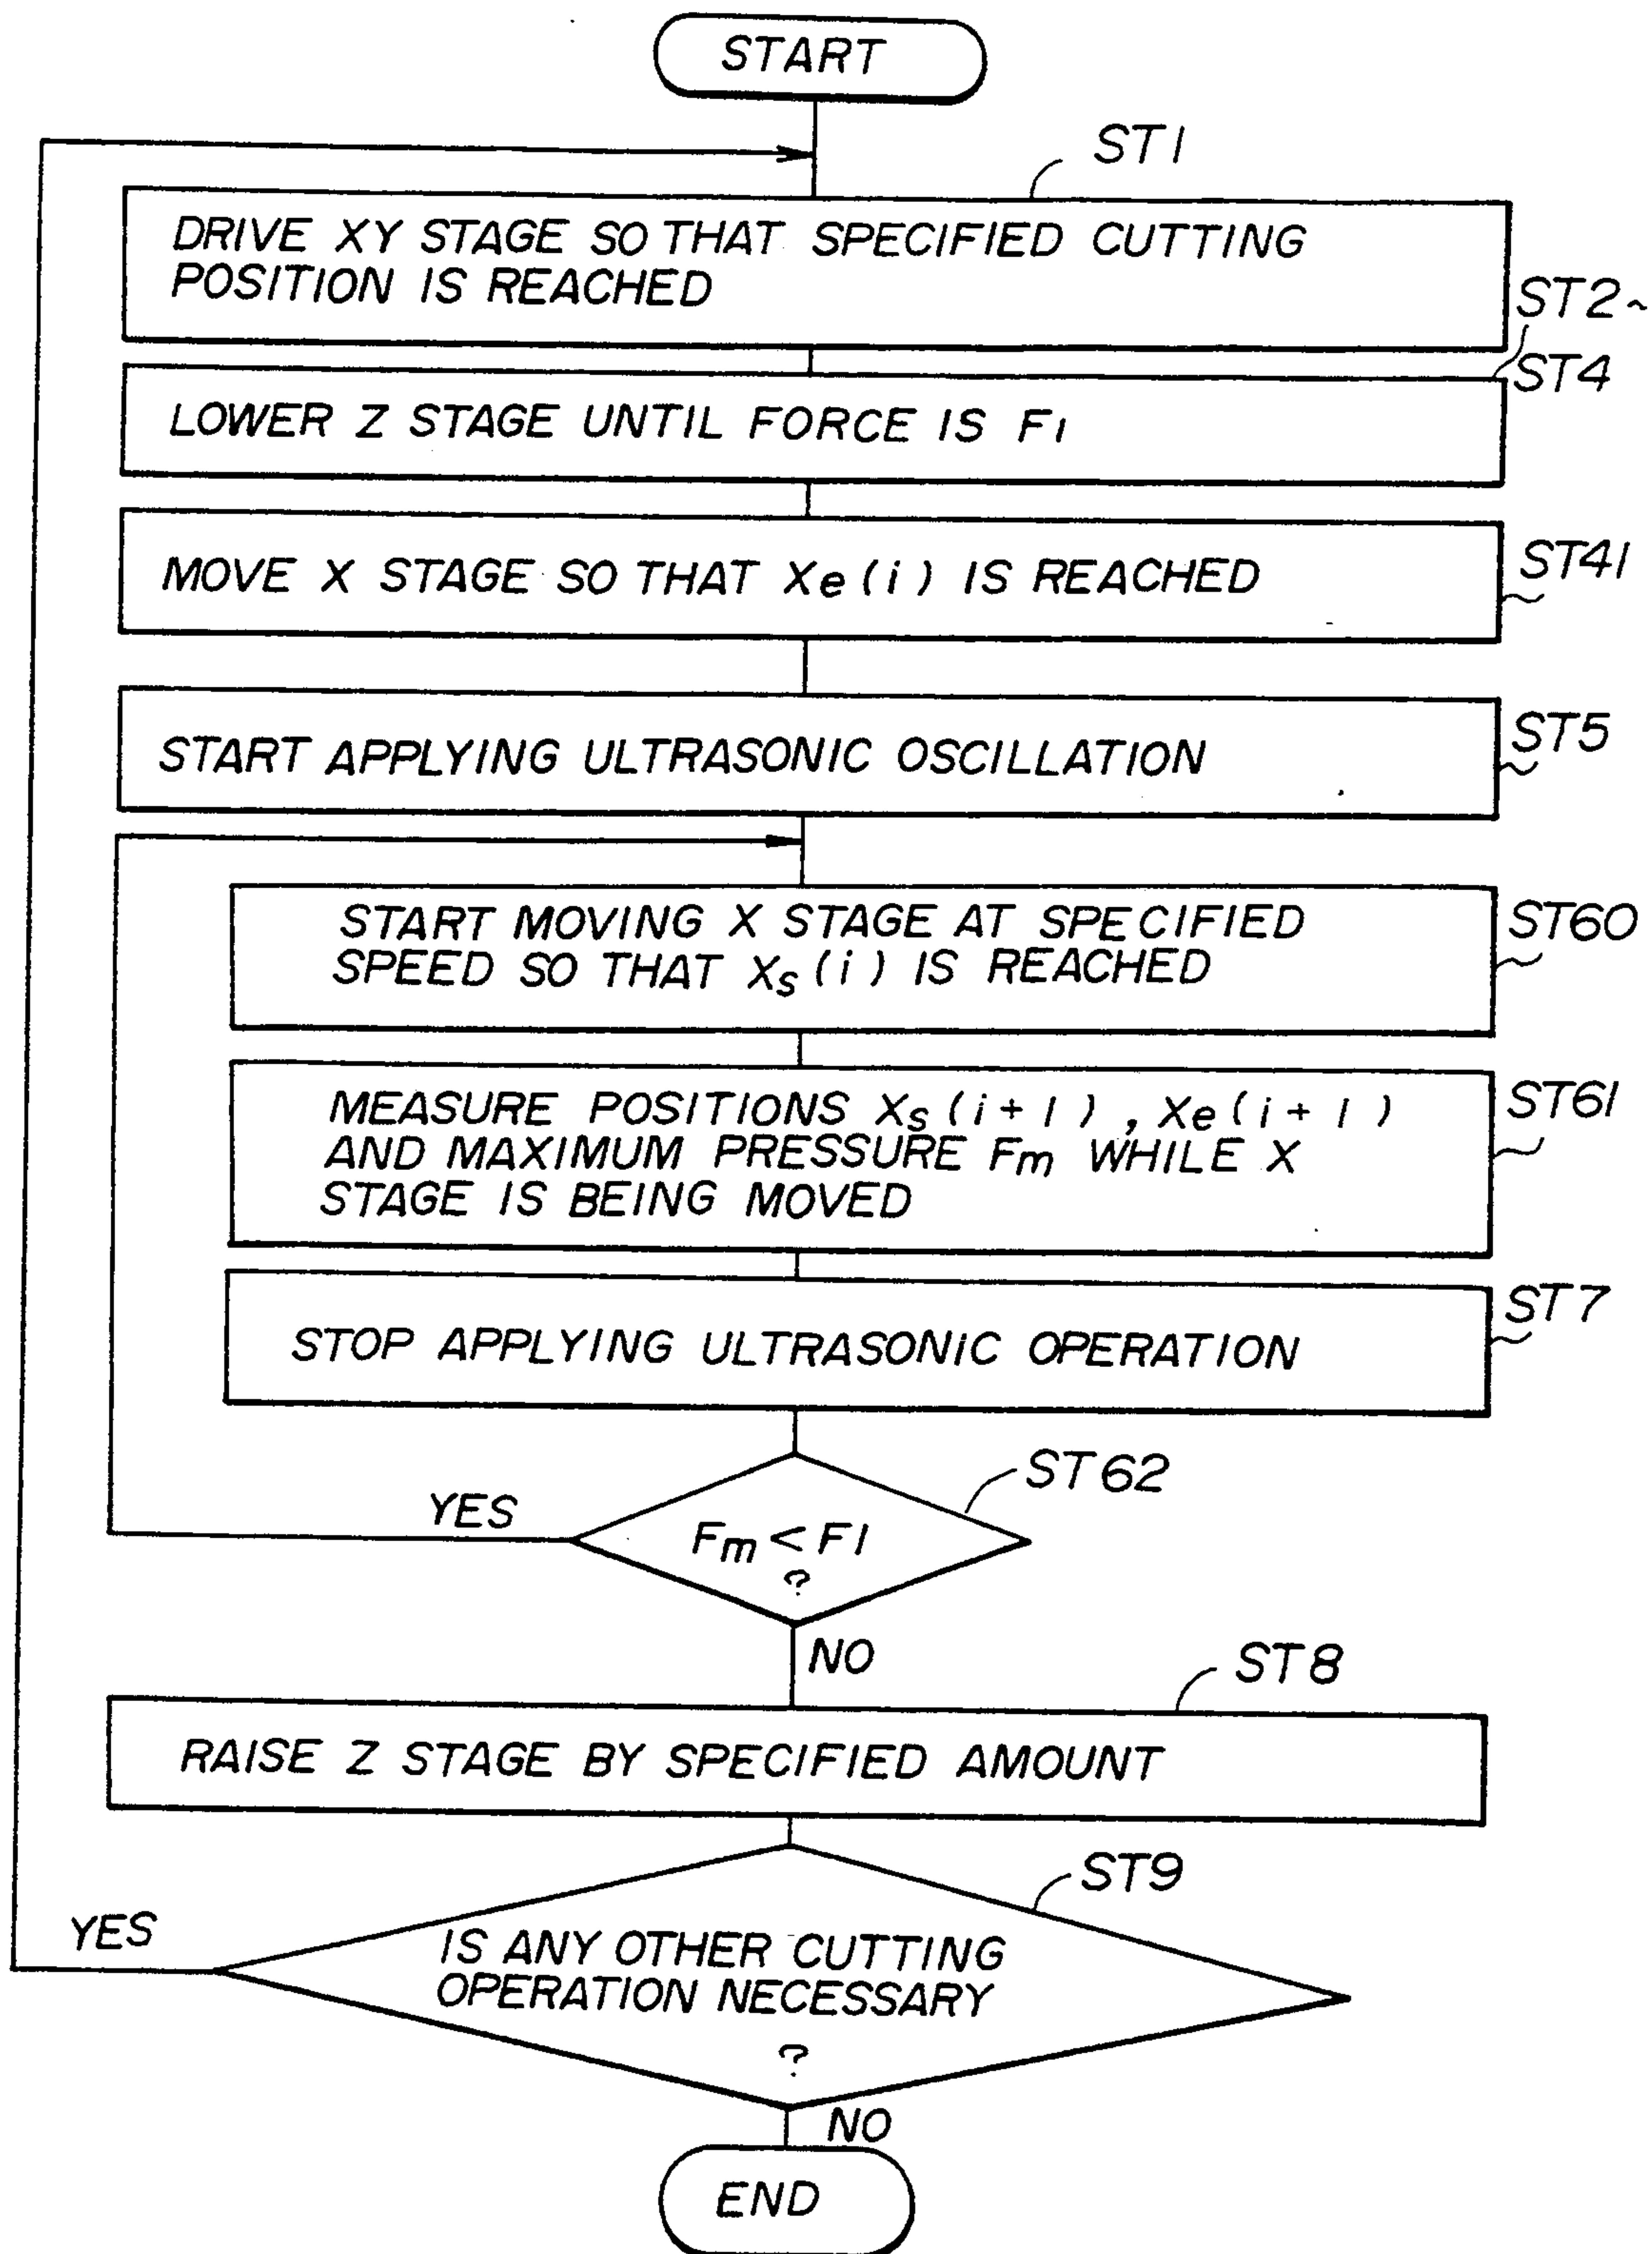 START
ST1
DRIVE XY STAGE SO THAT SPECIFIED CUTTING
POSITION IS REACHED
ST2~
ST4
LOWER Z STAGE UNTIL FORCE IS F1
MOVE X STAGE SO THAT Xe(i) IS REACHED
ST41
START APPLYING ULTRASONIC OSCILLATION
ST5
START MOVING X STAGE AT SPECIFIED
SPEED SO THAT Xs(i) IS REACHED
ST60
MEASURE POSITIONS Xs(i+1), Xe(i+1)
AND MAXIMUM PRESSURE Fm WHILE X
STAGE IS BEING MOVED
ST61
STOP APPLYING ULTRASONIC OPERATION
ST7
ST62
YES
Fm<F1
?
NO
ST8
RAISE Z STAGE BY SPECIFIED AMOUNT
ST9
YES
IS ANY OTHER CUTTING
OPERATION NECESSARY
?
NO
END